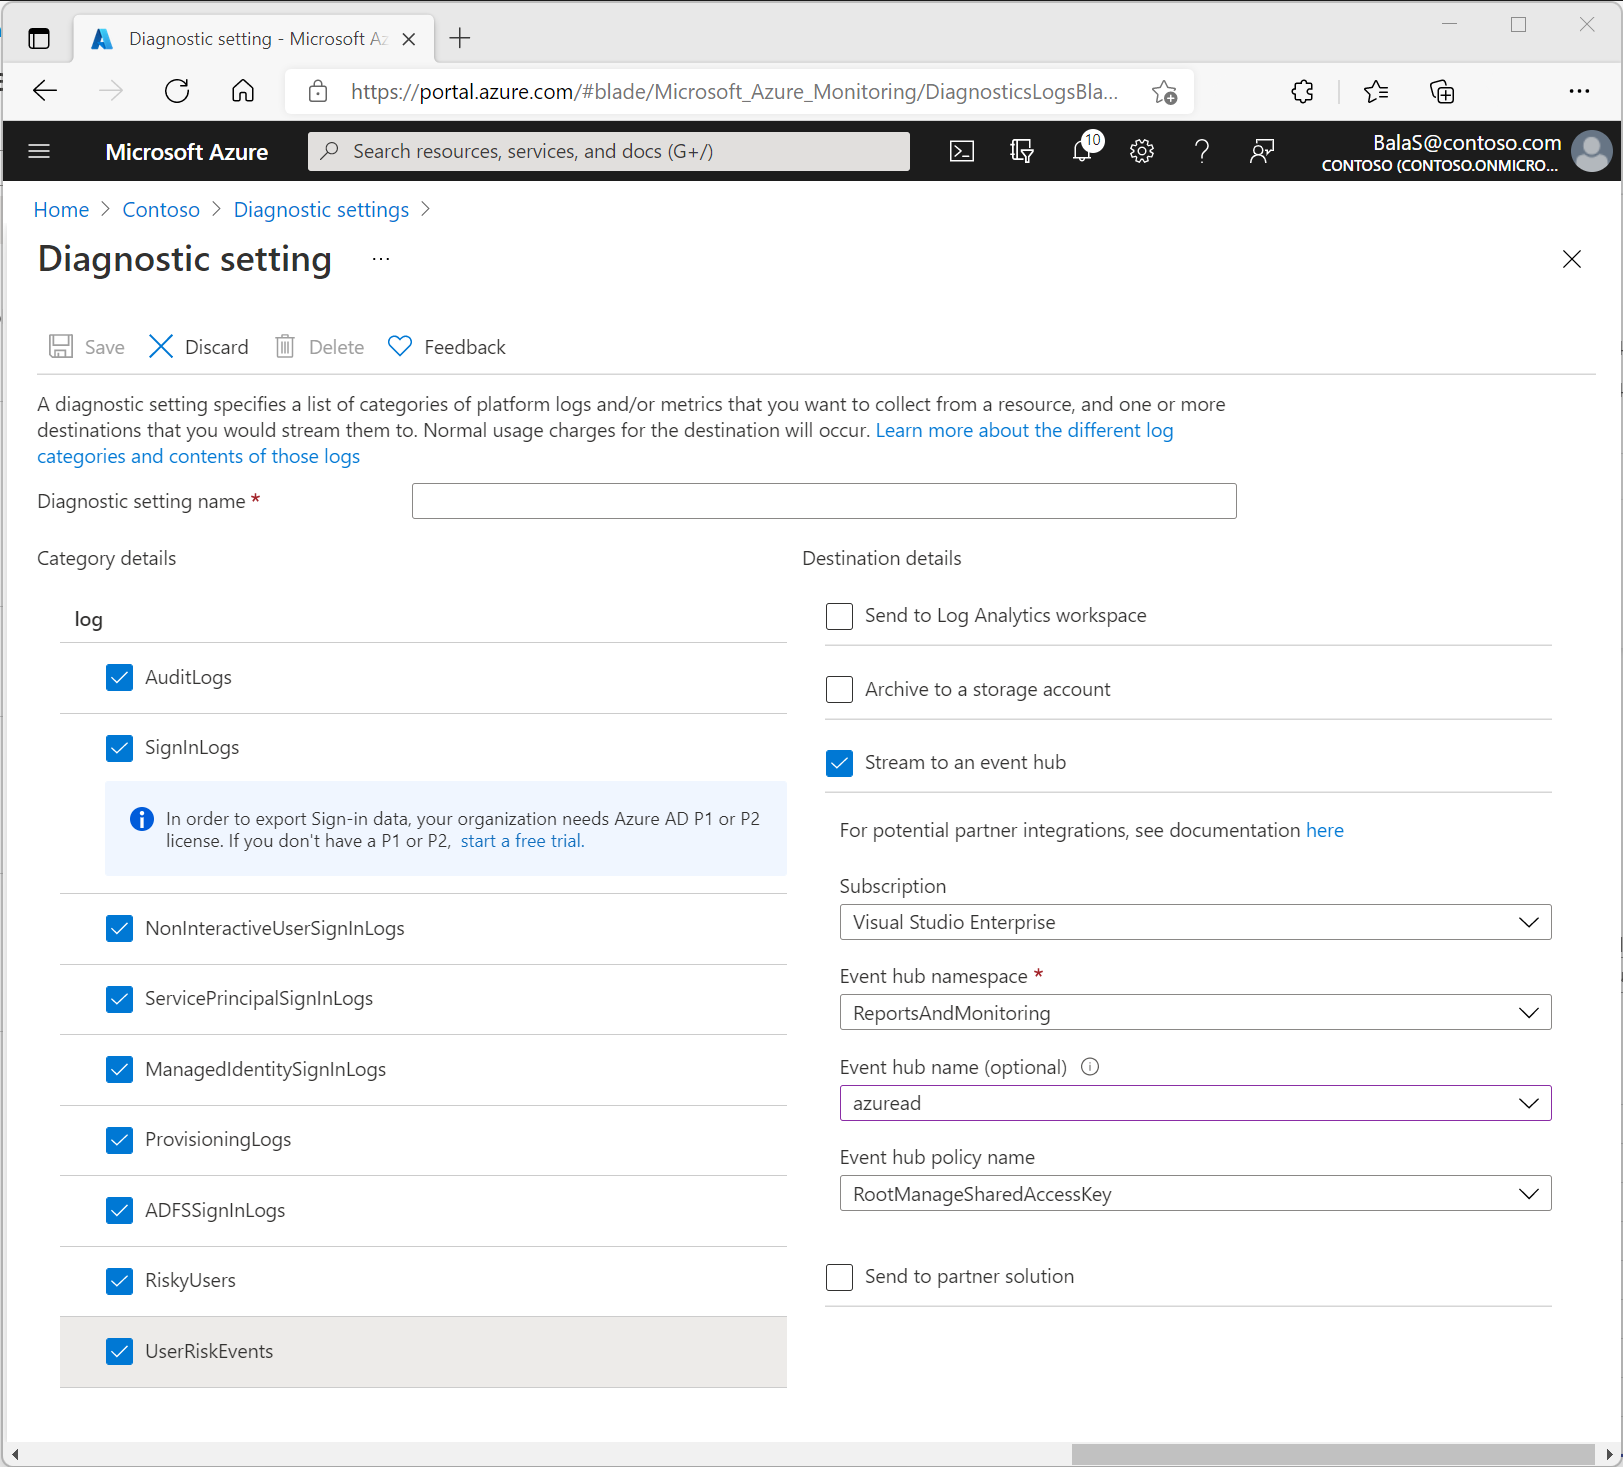 Diagnostic setting - Microsoft Az
https://portal.azure.com/#blade/Microsoft_Azure_Monitoring/DiagnosticsLogsBla...
Microsoft Azure
Search resources, services, and docs (G+/)
10
BalaS@contoso.com
CONTOSO (CONTOSO.ONMICRO...
Home > Contoso > Diagnostic settings >
Diagnostic setting ...
Save
Discard
Delete
Feedback
A diagnostic setting specifies a list of categories of platform logs and/or metrics that you want to collect from a resource, and one or more
destinations that you would stream them to. Normal usage charges for the destination will occur. Learn more about the different log
categories and contents of those logs
Diagnostic setting name *
Category details
log
AuditLogs
SignInLogs
In order to export Sign-in data, your organization needs Azure AD P1 or P2
license. If you don't have a P1 or P2, start a free trial.
NonInteractiveUserSignInLogs
ServicePrincipalSignInLogs
ManagedIdentitySignInLogs
ProvisioningLogs
ADFSSignInLogs
RiskyUsers
UserRiskEvents
Destination details
Send to Log Analytics workspace
Archive to a storage account
Stream to an event hub
For potential partner integrations, see documentation here
Subscription
Visual Studio Enterprise
Event hub namespace *
ReportsAndMonitoring
Event hub name (optional)
azuread
Event hub policy name
RootManageSharedAccessKey
Send to partner solution